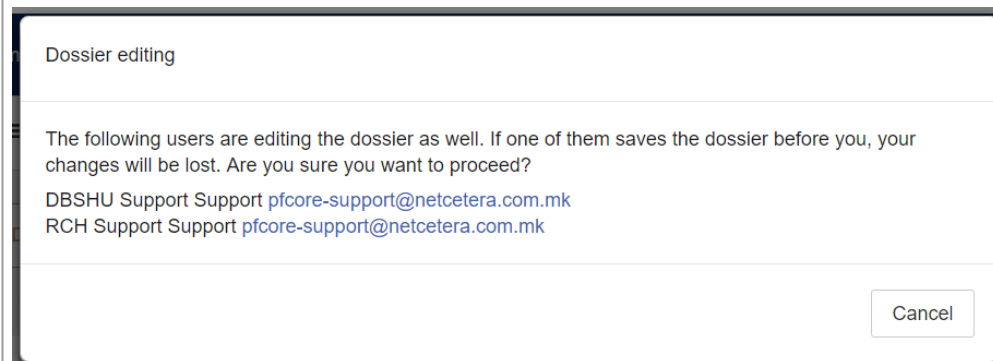 Dossier editing
The following users are editing the dossier as well. If one of them saves the dossier before you, your
changes will be lost. Are you sure you want to proceed?
DBSHU Support Support pfcore-support@netcetera.com.mk
RCH Support Support pfcore-support@netcetera.com.mk
Cancel